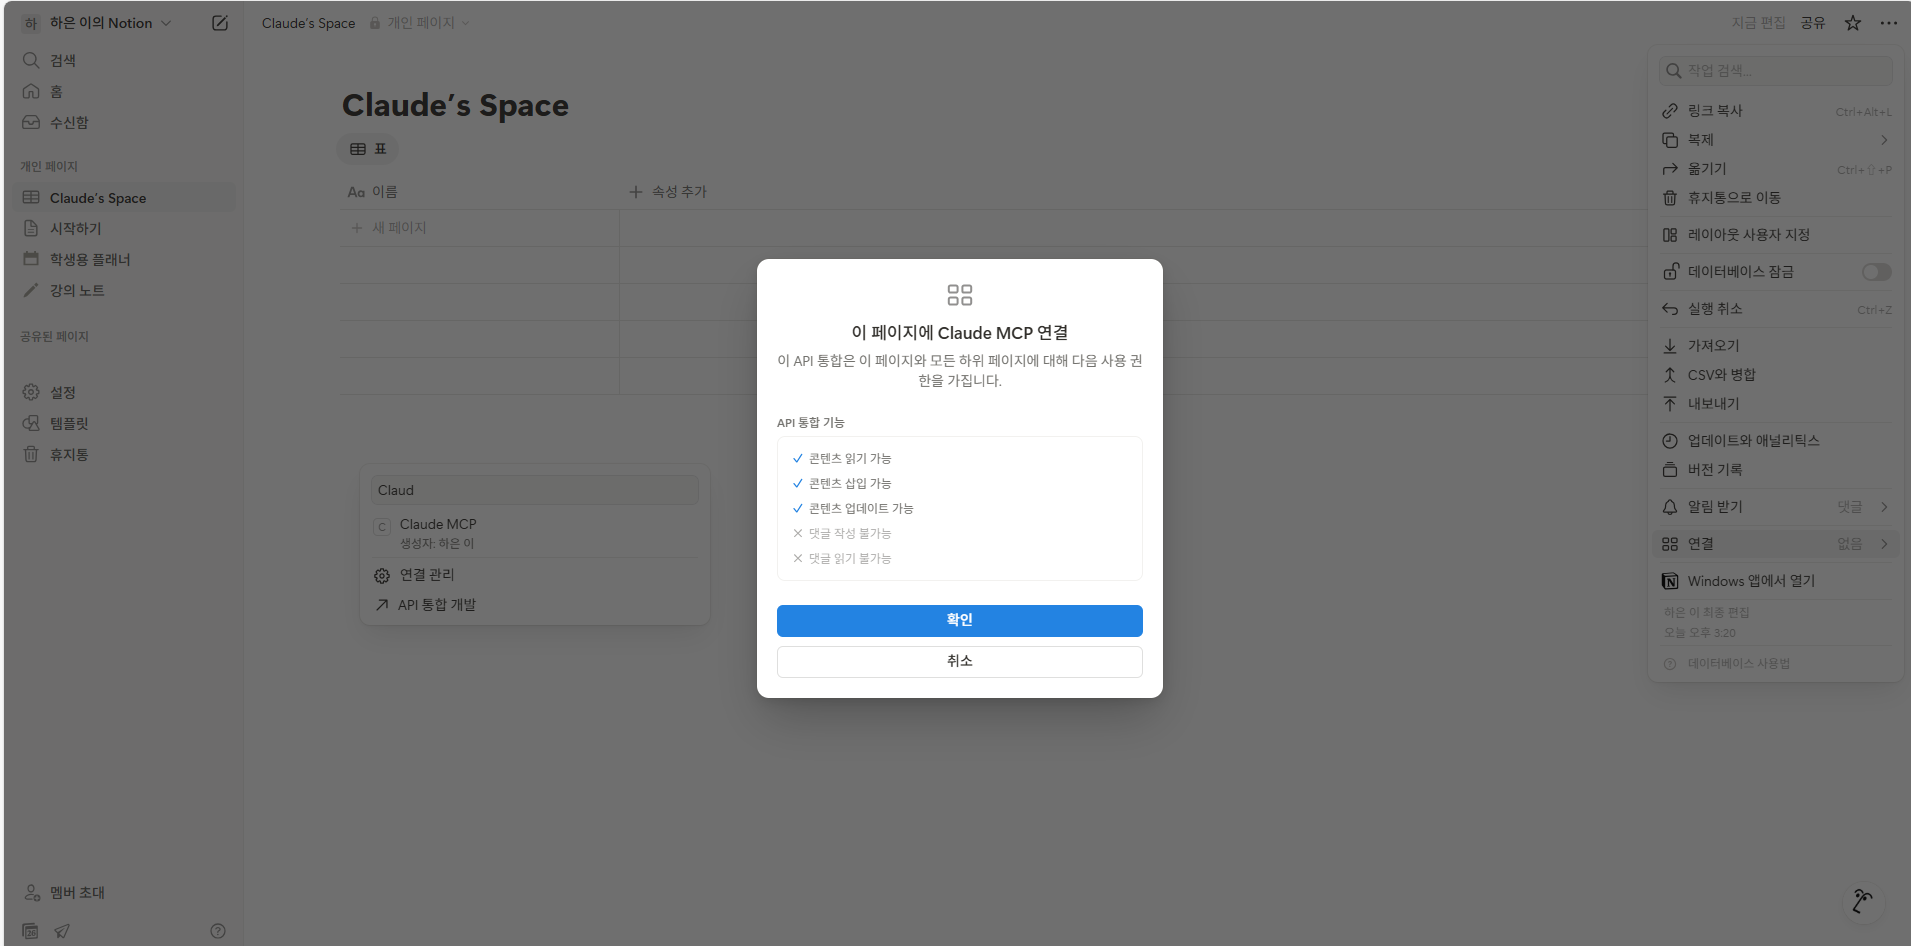 하 하은 이의 Notion
검색
홈
수신함
개인 페이지
Claude's Space
시작하기
학생용 플래너
강의 노트
공유된 페이지
설정
템플릿
휴지통
멤버 초대
Claude's Space 개인 페이지
지금 편집 공유
Claude's Space
표
Aa 이름 속성 추가
새 페이지
Claud
C Claude MCP
생성자: 하은 이
연결 관리
API 통합 개발
이 페이지에 Claude MCP 연결
이 API 통합은 이 페이지와 모든 하위 페이지에 대해 다음 사용 권
한을 가집니다.
API 통합 기능
콘텐츠 읽기 가능
콘텐츠 삽입 가능
콘텐츠 업데이트 가능
댓글 작성 불가능
댓글 읽기 불가능
확인
취소
작업 검색...
링크 복사 Ctrl+Alt+L
복제
옮기기 Ctrl+⇧+P
휴지통으로 이동
레이아웃 사용자 지정
데이터베이스 잠금
실행 취소 Ctrl+Z
가져오기
CSV와 병합
내보내기
업데이트와 애널리틱스
버전 기록
알림 받기 댓글
연결 없음
Windows 앱에서 열기
하은 이 최종 편집
오늘 오후 3:20
데이터베이스 사용법